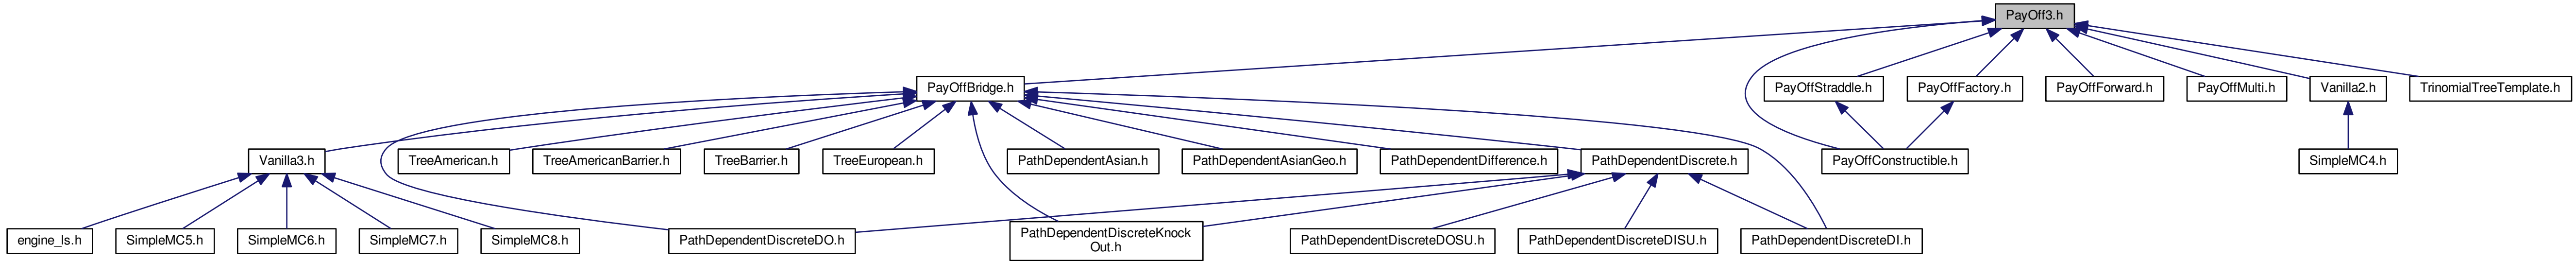 PayOff3.h
PayOffBridge.h
PayOffStraddle.h
PayOffFactory.h
PayOffForward.h
PayOffMulti.h
Vanilla2.h
TrinomialTreeTemplate.h
Vanilla3.h
TreeAmerican.h
TreeAmericanBarrier.h
TreeBarrier.h
TreeEuropean.h
PathDependentAsian.h
PathDependentAsianGeo.h
PathDependentDifference.h
PathDependentDiscrete.h
PayOffConstructible.h
SimpleMC4.h
engine_ls.h
SimpleMC5.h
SimpleMC6.h
SimpleMC7.h
SimpleMC8.h
PathDependentDiscreteDO.h
PathDependentDiscreteKnock
Out.h
PathDependentDiscreteDOSU.h
PathDependentDiscreteDISU.h
PathDependentDiscreteDI.h